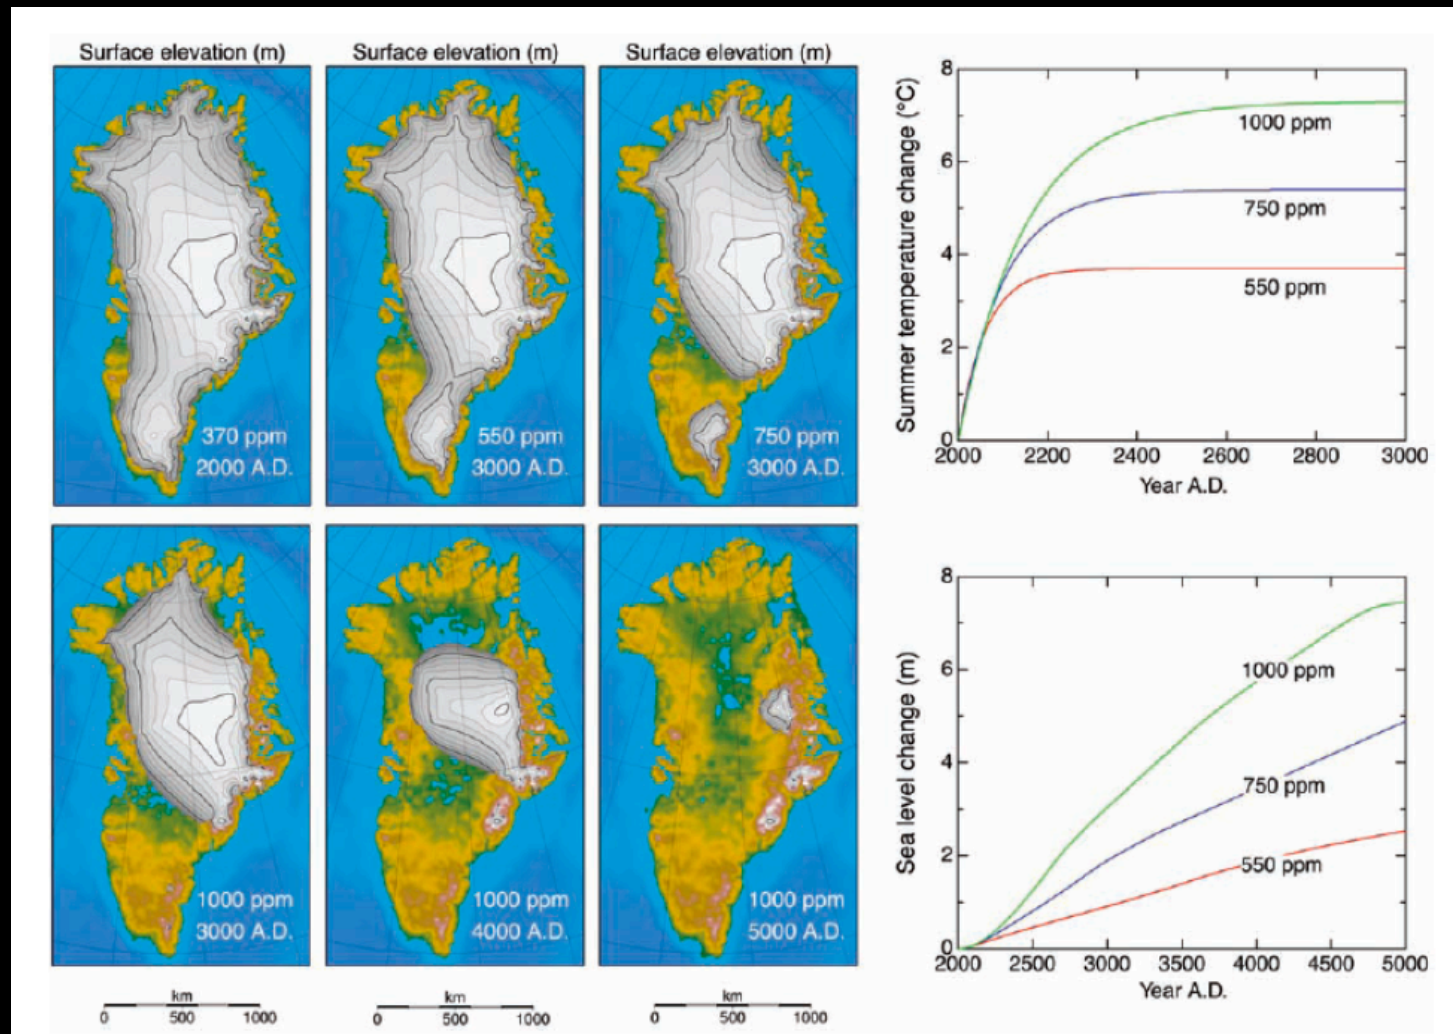 Surface elevation (m)
370 ppm
2000 A.D.
Surface elevation (m)
550 ppm
3000 A.D.
Surface elevation (m)
750 ppm
3000 A.D.
1000 ppm
3000 A.D.
km
0 500 1000
1000 ppm
4000 A.D.
km
0 500 1000
1000 ppm
5000 A.D.
km
0 500 1000
Summer temperature change (°C)
8
6
4
2
0
1000 ppm
750 ppm
550 ppm
2000 2200 2400 2600 2800 3000
Year A.D.
Sea level change (m)
8
6
4
2
0
1000 ppm
750 ppm
550 ppm
2000 2500 3000 3500 4000 4500 5000
Year A.D.